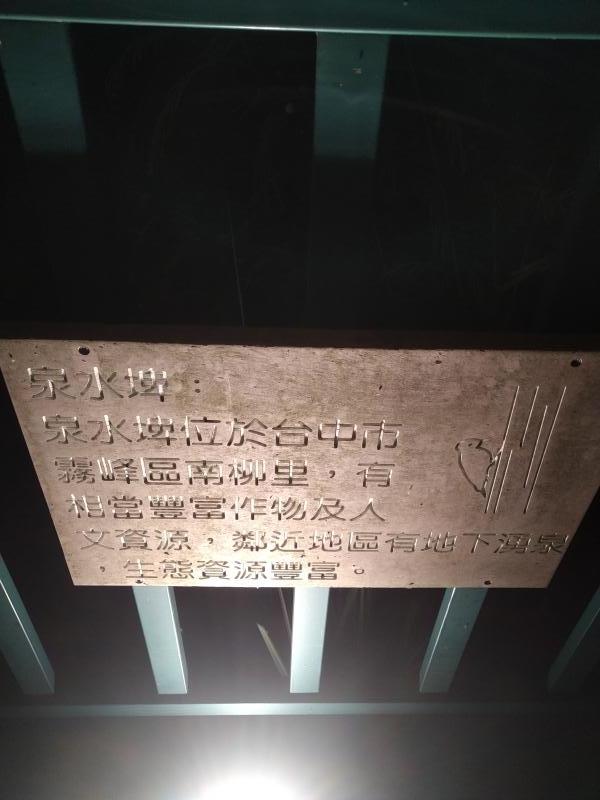 泉水埤：
泉水埤位於台中市
霧峰區南柳里，有
相當豐富作物及人
文資源，鄰近地區有地下湧泉
，生態資源豐富。